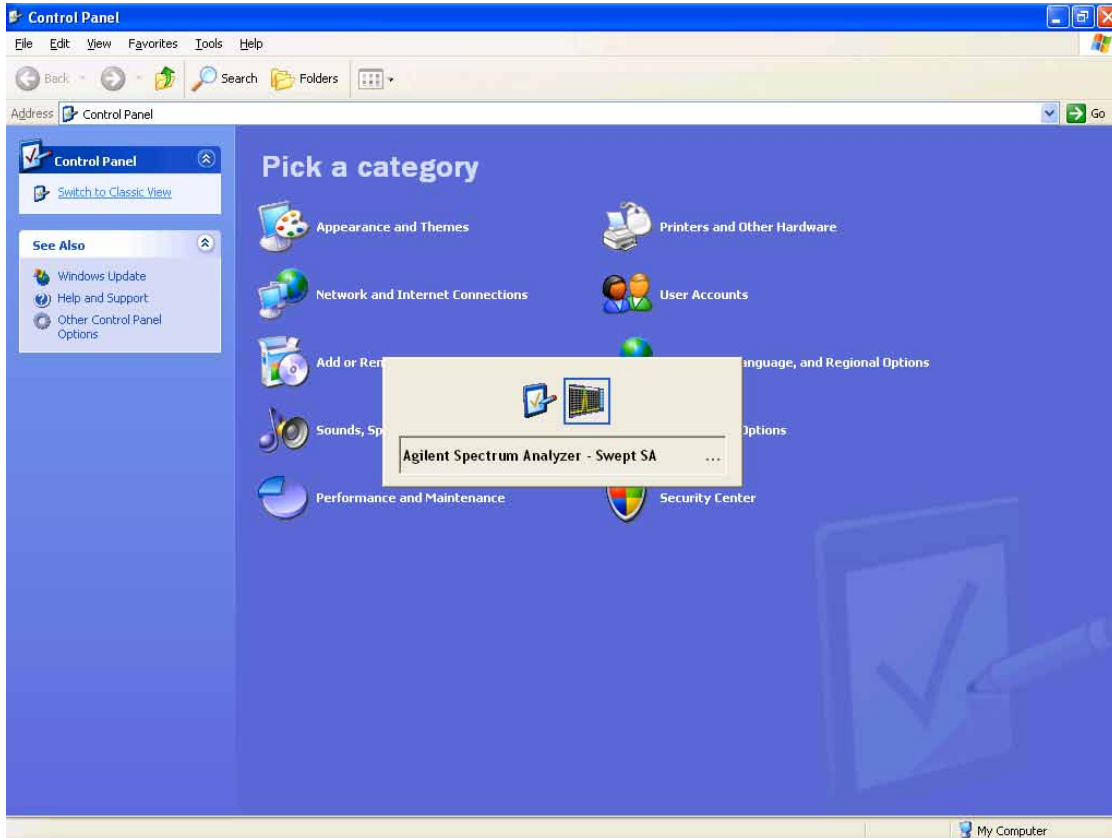 Control Panel
File Edit View Favorites Tools Help
Back Search Folders
Address Control Panel Go
Control Panel
Switch to Classic View
See Also
Windows Update
Help and Support
Other Control Panel
Options
Pick a category
Appearance and Themes
Printers and Other Hardware
Network and Internet Connections
User Accounts
Add or Ren
anguage, and Regional Options
Sounds, Sp
Options
Agilent Spectrum Analyzer - Swept SA ...
Performance and Maintenance
Security Center
My Computer